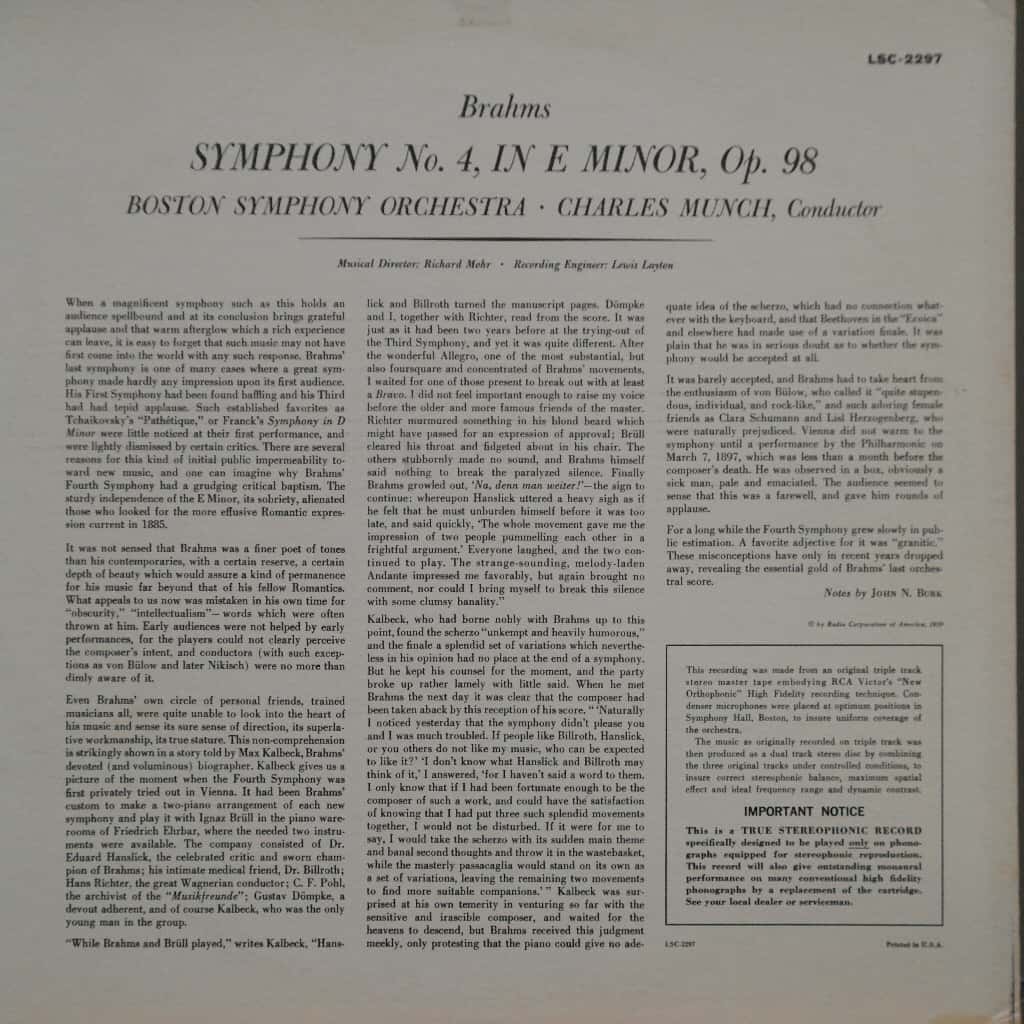 LSC-2297
Brahms
SYMPHONY No. 4, IN E MINOR, Op. 98
BOSTON SYMPHONY ORCHESTRA · CHARLES MUNCH, Conductor
Musical Director: Richard Mohr · Recording Engineer: Lewis Layton
When a magnificent symphony such as this holds an
audience spellbound and at its conclusion brings grateful
applause and that warm afterglow which a rich experience
can leave, it is easy to forget that such music may not have
first come into the world with any such response. Brahms'
last symphony is one of many cases where a great sym-
phony made hardly any impression upon its first audience.
His First Symphony had been found baffling and his Third
had had tepid applause. Such established favorites as
Tchaikovsky's "Pathétique," or Franck's Symphony in D
Minor were little noticed at their first performance, and
were lightly dismissed by certain critics. There are several
reasons for this kind of initial public impermeability to-
ward new music, and one can imagine why Brahms'
Fourth Symphony had a grudging critical baptism. The
sturdy independence of the E Minor, its sobriety, alienated
those who looked for the more effusive Romantic expres-
sion current in 1885.
It was not sensed that Brahms was a finer poet of tones
than his contemporaries, with a certain reserve, a certain
depth of beauty which would assure a kind of permanence
for his music far beyond that of his fellow Romantics.
What appeals to us now was mistaken in his own time for
"obscurity," "intellectualism"—words which were often
thrown at him. Early audiences were not helped by early
performances, for the players could not clearly perceive
the composer's intent, and conductors (with such excep-
tions as von Bülow and later Nikisch) were no more than
dimly aware of it.
Even Brahms' own circle of personal friends, trained
musicians all, were quite unable to look into the heart of
his music and sense its sure sense of direction, its superla-
tive workmanship, its true stature. This non-comprehension
is strikingly shown in a story told by Max Kalbeck, Brahms'
devoted (and voluminous) biographer. Kalbeck gives us a
picture of the moment when the Fourth Symphony was
first privately tried out in Vienna. It had been Brahms'
custom to make a two-piano arrangement of each new
symphony and play it with Ignaz Brüll in the piano ware-
rooms of Friedrich Ehrbar, where the needed two instru-
ments were available. The company consisted of Dr.
Eduard Hanslick, the celebrated critic and sworn cham-
pion of Brahms; his intimate medical friend, Dr. Billroth;
Hans Richter, the great Wagnerian conductor; C. F. Pohl,
the archivist of the "Musikfreunde"; Gustav Dömpke, a
devout adherent, and of course Kalbeck, who was the only
young man in the group.
"While Brahms and Brüll played," writes Kalbeck, "Hans-
lick and Billroth turned the manuscript pages. Dömpke
and I, together with Richter, read from the score. It was
just as it had been two years before at the trying-out of
the Third Symphony, and yet it was quite different. After
the wonderful Allegro, one of the most substantial, but
also foursquare and concentrated of Brahms' movements,
I waited for one of those present to break out with at least
a Bravo. I did not feel important enough to raise my voice
before the older and more famous friends of the master.
Richter murmured something in his blond beard which
might have passed for an expression of approval; Brüll
cleared his throat and fidgeted about in his chair. The
others stubbornly made no sound, and Brahms himself
said nothing to break the paralyzed silence. Finally
Brahms growled out, 'Na, denn man weiter!'—the sign to
continue; whereupon Hanslick uttered a heavy sigh as if
he felt that he must unburden himself before it was too
late, and said quickly, 'The whole movement gave me the
impression of two people pummelling each other in a
frightful argument.' Everyone laughed, and the two con-
tinued to play. The strange-sounding, melody-laden
Andante impressed me favorably, but again brought no
comment, nor could I bring myself to break this silence
with some clumsy banality."
Kalbeck, who had borne nobly with Brahms up to this
point, found the scherzo "unkempt and heavily humorous,"
and the finale a splendid set of variations which neverthe-
less in his opinion had no place at the end of a symphony.
But he kept his counsel for the moment, and the party
broke up rather lamely with little said. When he met
Brahms the next day it was clear that the composer had
been taken aback by this reception of his score. "'Naturally
I noticed yesterday that the symphony didn't please you
and I was much troubled. If people like Billroth, Hanslick,
or you others do not like my music, who can be expected
to like it?' 'I don't know what Hanslick and Billroth may
think of it,' I answered, 'for I haven't said a word to them.
I only know that if I had been fortunate enough to be the
composer of such a work, and could have the satisfaction
of knowing that I had put three such splendid movements
together, I would not be disturbed. If it were for me to
say, I would take the scherzo with its sudden main theme
and banal second thoughts and throw it in the wastebasket,
while the masterly passacaglia would stand on its own as
a set of variations, leaving the remaining two movements
to find more suitable companions.'" Kalbeck was sur-
prised at his own temerity in venturing so far with the
sensitive and irascible composer, and waited for the
heavens to descend, but Brahms received this judgment
meekly, only protesting that the piano could give no ade-
quate idea of the scherzo, which had no connection what-
ever with the keyboard, and that Beethoven in the "Eroica"
and elsewhere had made use of a variation finale. It was
plain that he was in serious doubt as to whether the sym-
phony would be accepted at all.
It was barely accepted, and Brahms had to take heart from
the enthusiasm of von Bülow, who called it "quite stupen-
dous, individual, and rock-like," and such adoring female
friends as Clara Schumann and Lisl Herzogenberg, who
were naturally prejudiced. Vienna did not warm to the
symphony until a performance by the Philharmonic on
March 7, 1897, which was less than a month before the
composer's death. He was observed in a box, obviously a
sick man, pale and emaciated. The audience seemed to
sense that this was a farewell, and gave him rounds of
applause.
For a long while the Fourth Symphony grew slowly in pub-
lic estimation. A favorite adjective for it was "granitic."
These misconceptions have only in recent years dropped
away, revealing the essential gold of Brahms' last orches-
tral score.
Notes by JOHN N. BURK
© by Radio Corporation of America, 1959
This recording was made from an original triple track
stereo master tape embodying RCA Victor's "New
Orthophonic" High Fidelity recording technique. Con-
denser microphones were placed at optimum positions in
Symphony Hall, Boston, to insure uniform coverage of
the orchestra.
The music as originally recorded on triple track was
then produced as a dual track stereo disc by combining
the three original tracks under controlled conditions, to
insure correct stereophonic balance, maximum spatial
effect and ideal frequency range and dynamic contrast.
IMPORTANT NOTICE
This is a TRUE STEREOPHONIC RECORD
specifically designed to be played only on phono-
graphs equipped for stereophonic reproduction.
This record will also give outstanding monaural
performance on many conventional high fidelity
phonographs by a replacement of the cartridge.
See your local dealer or serviceman.
LSC-2297
Printed in U.S.A.